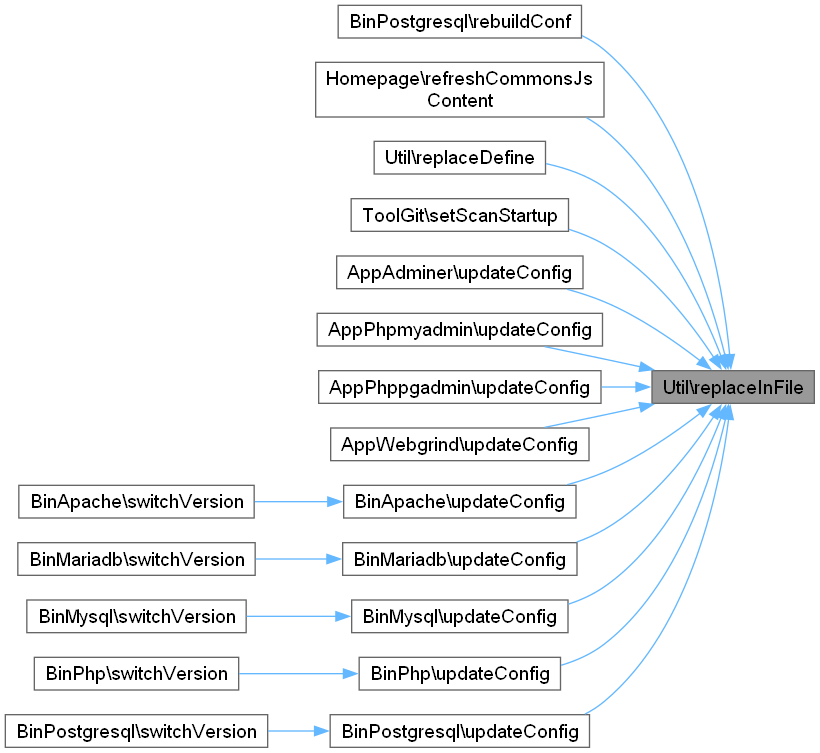 BinPostgresql\rebuildConf
Homepage\refreshCommonsJs
Content
Util\replaceDefine
ToolGit\setScanStartup
AppAdminer\updateConfig
AppPhpmyadmin\updateConfig
AppPhppgadmin\updateConfig
Util\replaceInFile
AppWebgrind\updateConfig
BinApache\switchVersion
BinApache\updateConfig
BinMariadb\switchVersion
BinMariadb\updateConfig
BinMysql\switchVersion
BinMysql\updateConfig
BinPhp\switchVersion
BinPhp\updateConfig
BinPostgresql\switchVersion
BinPostgresql\updateConfig